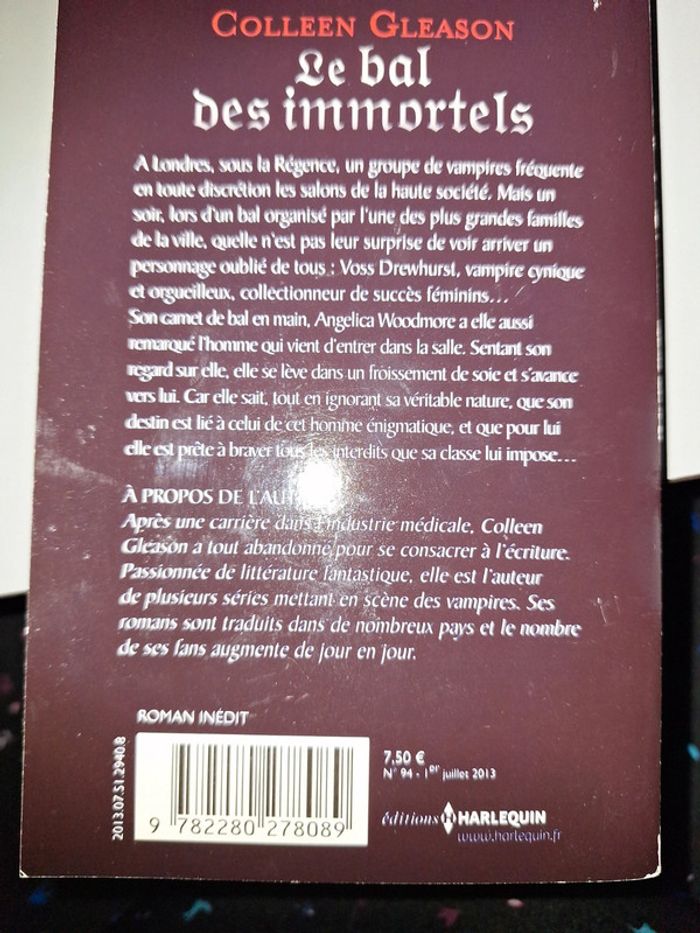 COLLEEN GLEASON
Le bal
des immortels
A Londres, sous la Régence, un groupe de vampires fréquente
en toute discrétion les salons de la haute société. Mais un
soir, lors d'un bal organisé par l'une des plus grandes familles
de la ville, quelle n'est pas leur surprise de voir arriver un
personnage oublié de tous : Voss Drewhurst, vampire cynique
et orgueilleux, collectionneur de succès féminins...
Son carnet de bal en main, Angelica Woodmore a elle aussi
remarqué l'homme qui vient d'entrer dans la salle. Sentant son
regard sur elle, elle se lève dans un froissement de soie et s'avance
vers lui. Car elle sait, tout en ignorant sa véritable nature, que son
destin est lié à celui de cet homme énigmatique, et que pour lui
elle est prête à braver tous les interdits que sa classe lui impose...
À PROPOS DE L'AUT
Après une carrière dans l'industrie médicale, Colleen
Gleason a tout abandonné pour se consacrer à l'écriture.
Passionnée de littérature fantastique, elle est l'auteur
de plusieurs séries mettant en scène des vampires. Ses
romans sont traduits dans de nombreux pays et le nombre
de ses fans augmente de jour en jour.
ROMAN INÉDIT
2013.07.51.2940.8
9 782280 278089
7,50 €
N° 94 - 1er juillet 2013
éditions H HARLEQUIN
www.harlequin.fr